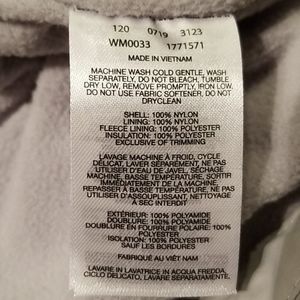 120 0719 3123
WM0033 1771571
MADE IN VIETNAM
MACHINE WASH COLD GENTLE, WASH
SEPARATELY, DO NOT BLEACH, TUMBLE
DRY LOW, REMOVE PROMPTLY, IRON LOW,
DO NOT USE FABRIC SOFTENER, DO NOT
DRYCLEAN
SHELL: 100% NYLON
LINING: 100% NYLON
FLEECE LINING: 100% POLYESTER
INSULATION: 100% POLYESTER
EXCLUSIVE OF TRIMMING
LAVAGE MACHINE À FROID, CYCLE
DÉLICAT, LAVER SÉPARÉMENT, NE PAS
UTILISER D'EAU DE JAVEL, SÉCHAGE
MACHINE, BASSE TEMPÉRATURE, SORTIR
IMMÉDIATEMENT DE LA MACHINE,
REPASSER À BASSE TEMPÉRATURE, NE PAS
UTILISER D'ASSOUPLISSANT, NETTOYAGE
À SEC INTERDIT
EXTÉRIEUR: 100% POLYAMIDE
DOUBLURE: 100% POLYAMIDE
DOUBLURE EN FOURRURE POLAIRE: 100%
POLYESTER
ISOLATION: 100% POLYESTER
SAUF LES BORDURES
FABRIQUÉ AU VIÊT NAM
LAVARE IN LAVATRICE IN ACQUA FREDDA,
CICLO DELICATO, LAVARE SEPARATAMENTE,